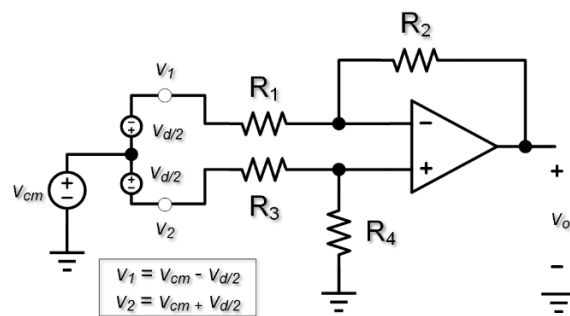 R2
V1
R1
Vd/2
−
+
Vd/2
+
−
Vcm
R3
V2
R4
+
Vo
−
V1 = Vcm - Vd/2
V2 = Vcm + Vd/2